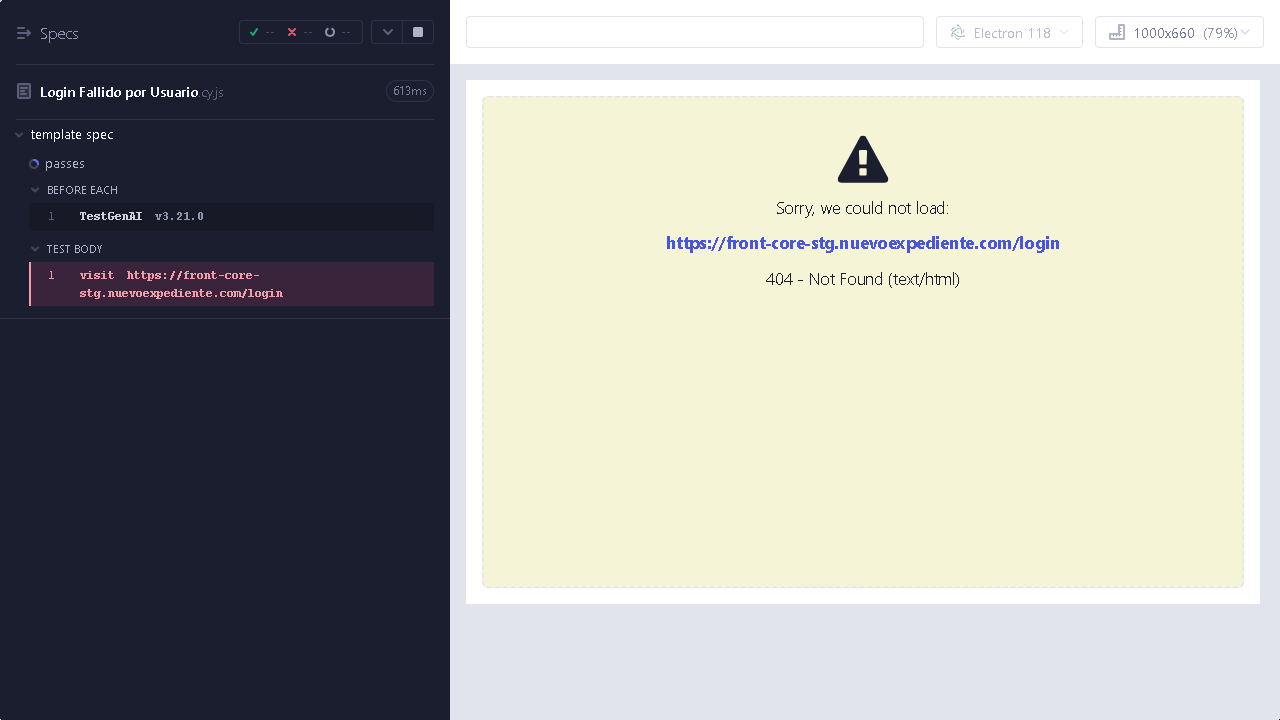 Specs
-- -- --
Login Fallido por Usuario cy.js
613ms
template spec
passes
BEFORE EACH
1 TestGenAI v3.21.0
TEST BODY
1 visit https://front-core-
stg.nuevoexpediente.com/login
Electron 118
1000x660 (79%)
Sorry, we could not load:
https://front-core-stg.nuevoexpediente.com/login
404 - Not Found (text/html)